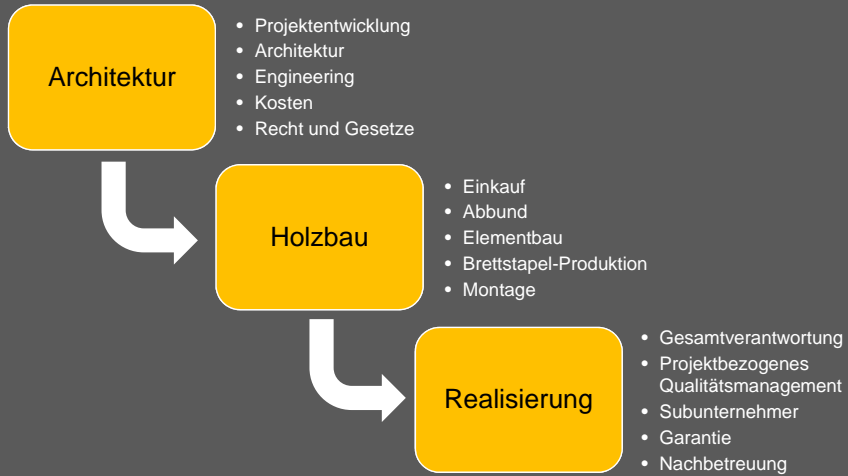 Architektur
• Projektentwicklung
• Architektur
• Engineering
• Kosten
• Recht und Gesetze
Holzbau
• Einkauf
• Abbund
• Elementbau
• Brettstapel-Produktion
• Montage
Realisierung
• Gesamtverantwortung
• Projektbezogenes
Qualitätsmanagement
• Subunternehmer
• Garantie
• Nachbetreuung